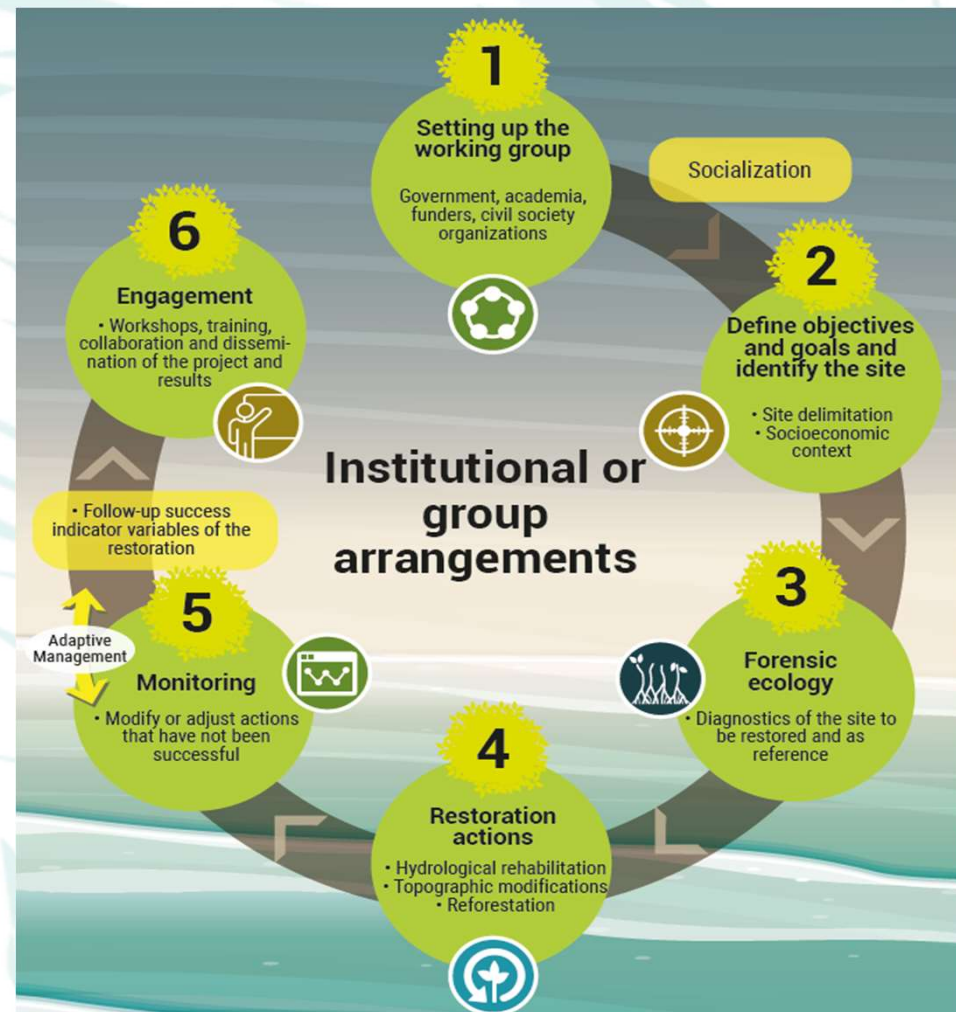 1
Setting up the
working group
Government, academia,
funders, civil society
organizations
Socialization
2
Define objectives
and goals and
identify the site
• Site delimitation
• Socioeconomic
context
3
Forensic
ecology
• Diagnostics of the site to
be restored and as
reference
4
Restoration
actions
• Hydrological rehabilitation
• Topographic modifications
• Reforestation
5
Monitoring
• Modify or adjust actions
that have not been
successful
Adaptive
Management
• Follow-up success
indicator variables of the
restoration
6
Engagement
• Workshops, training,
collaboration and dissemi-
nation of the project and
results
Institutional or
group
arrangements